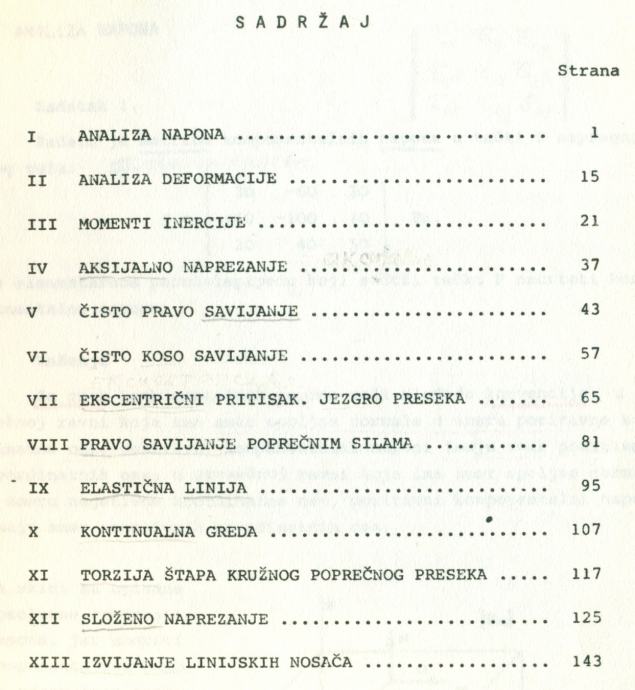 S A D R Ž A J
Strana
I ANALIZA NAPONA ................................. 1
II ANALIZA DEFORMACIJE ............................ 15
III MOMENTI INERCIJE ............................... 21
IV AKSIJALNO NAPREZANJE ........................... 37
V ČISTO PRAVO SAVIJANJE .......................... 43
VI ČISTO KOSO SAVIJANJE ........................... 57
VII EKSCENTRIČNI PRITISAK. JEZGRO PRESEKA .......... 65
VIII PRAVO SAVIJANJE POPREČNIM SILAMA ............... 81
IX ELASTIČNA LINIJA ............................... 95
X KONTINUALNA GREDA .............................. 107
XI TORZIJA ŠTAPA KRUŽNOG POPREČNOG PRESEKA ..... 117
XII SLOŽENO NAPREZANJE ............................. 125
XIII IZVIJANJE LINIJSKIH NOSAČA .................... 143